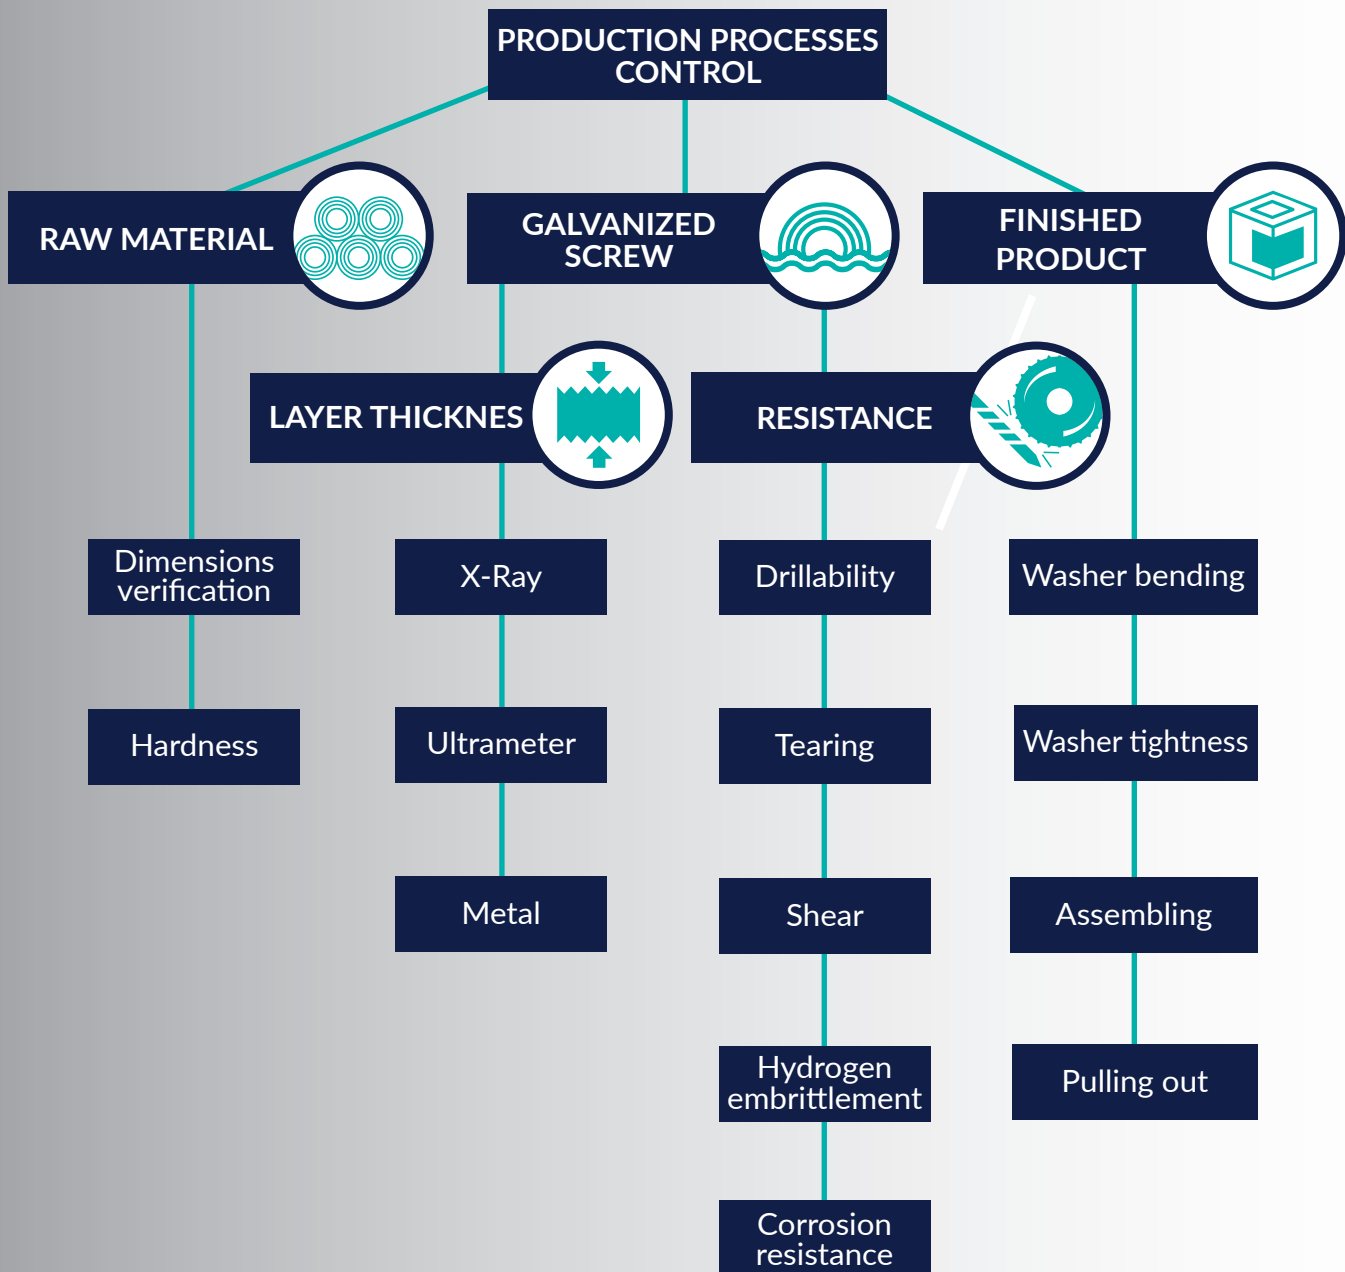 PRODUCTION PROCESSES
CONTROL
RAW MATERIAL
GALVANIZED
SCREW
FINISHED
PRODUCT
LAYER THICKNES
RESISTANCE
Dimensions
verification
X-Ray
Drillability
Washer bending
Hardness
Ultrameter
Tearing
Washer tightness
Metal
Shear
Assembling
Hydrogen
embrittlement
Pulling out
Corrosion
resistance